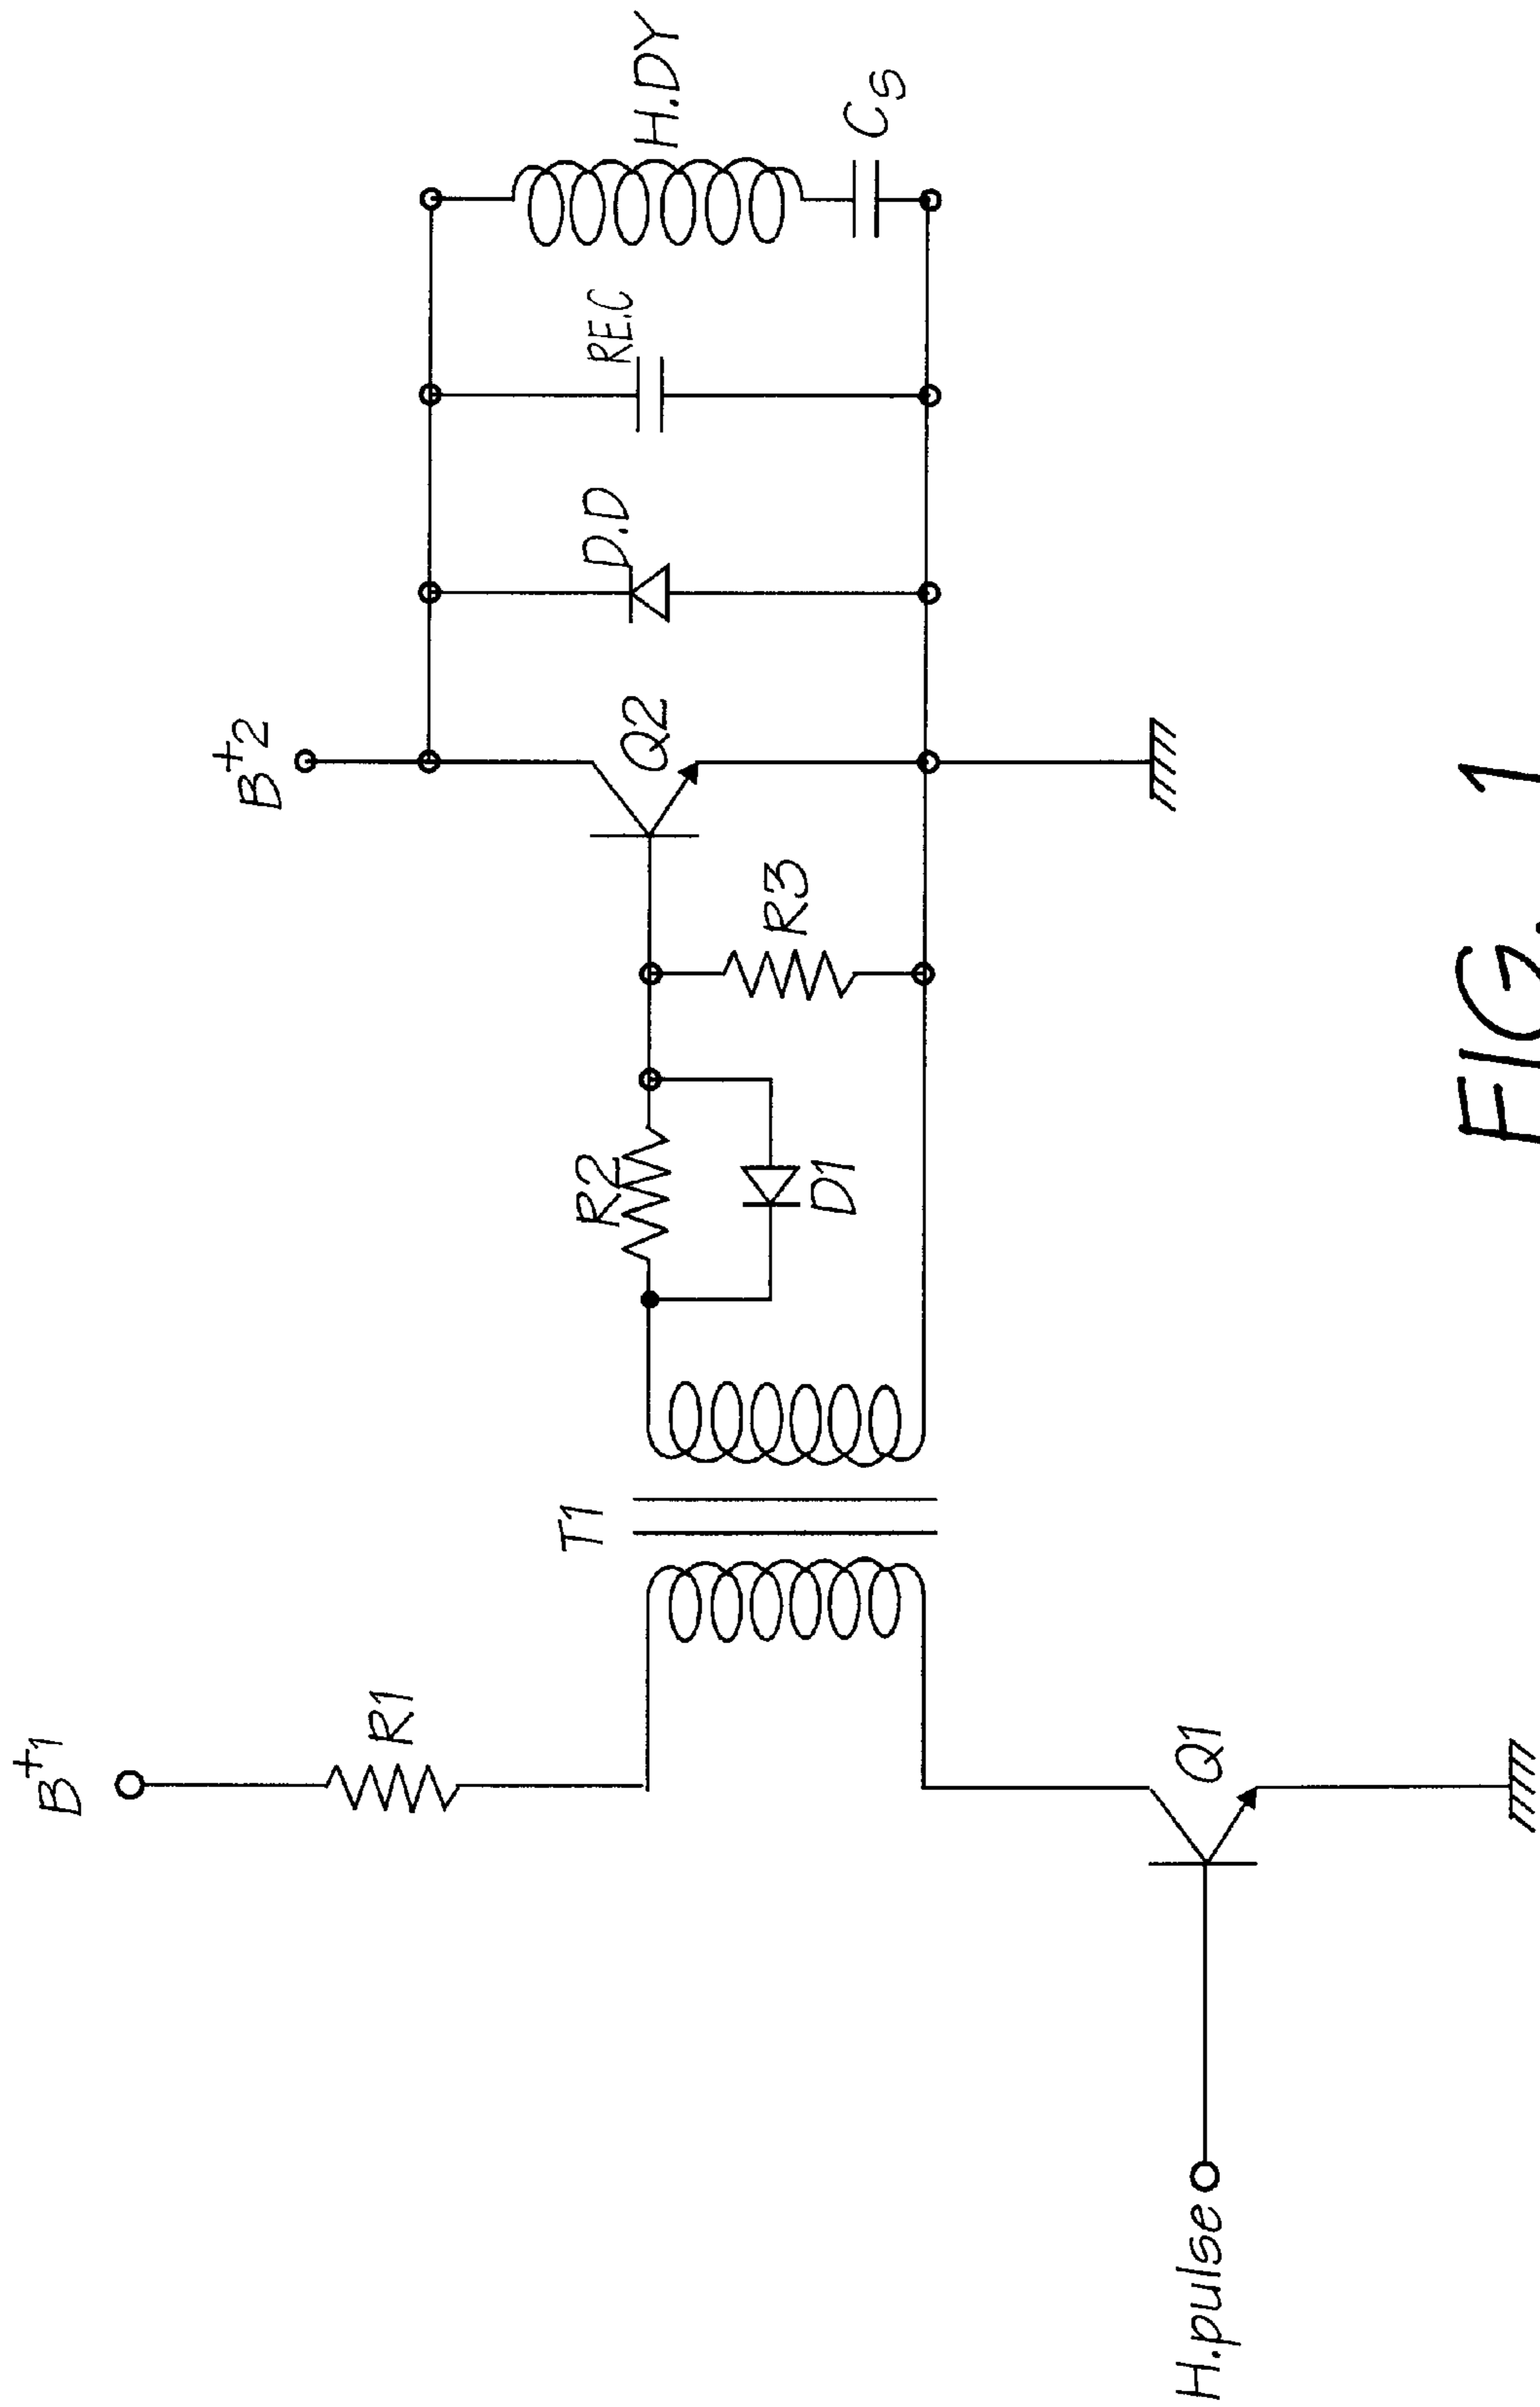 B+1
R1
T1
H.pulse
Q1
R2
D1
R3
B+2
Q2
D.D
RE.C
H.DY
Cs
FIG. 1